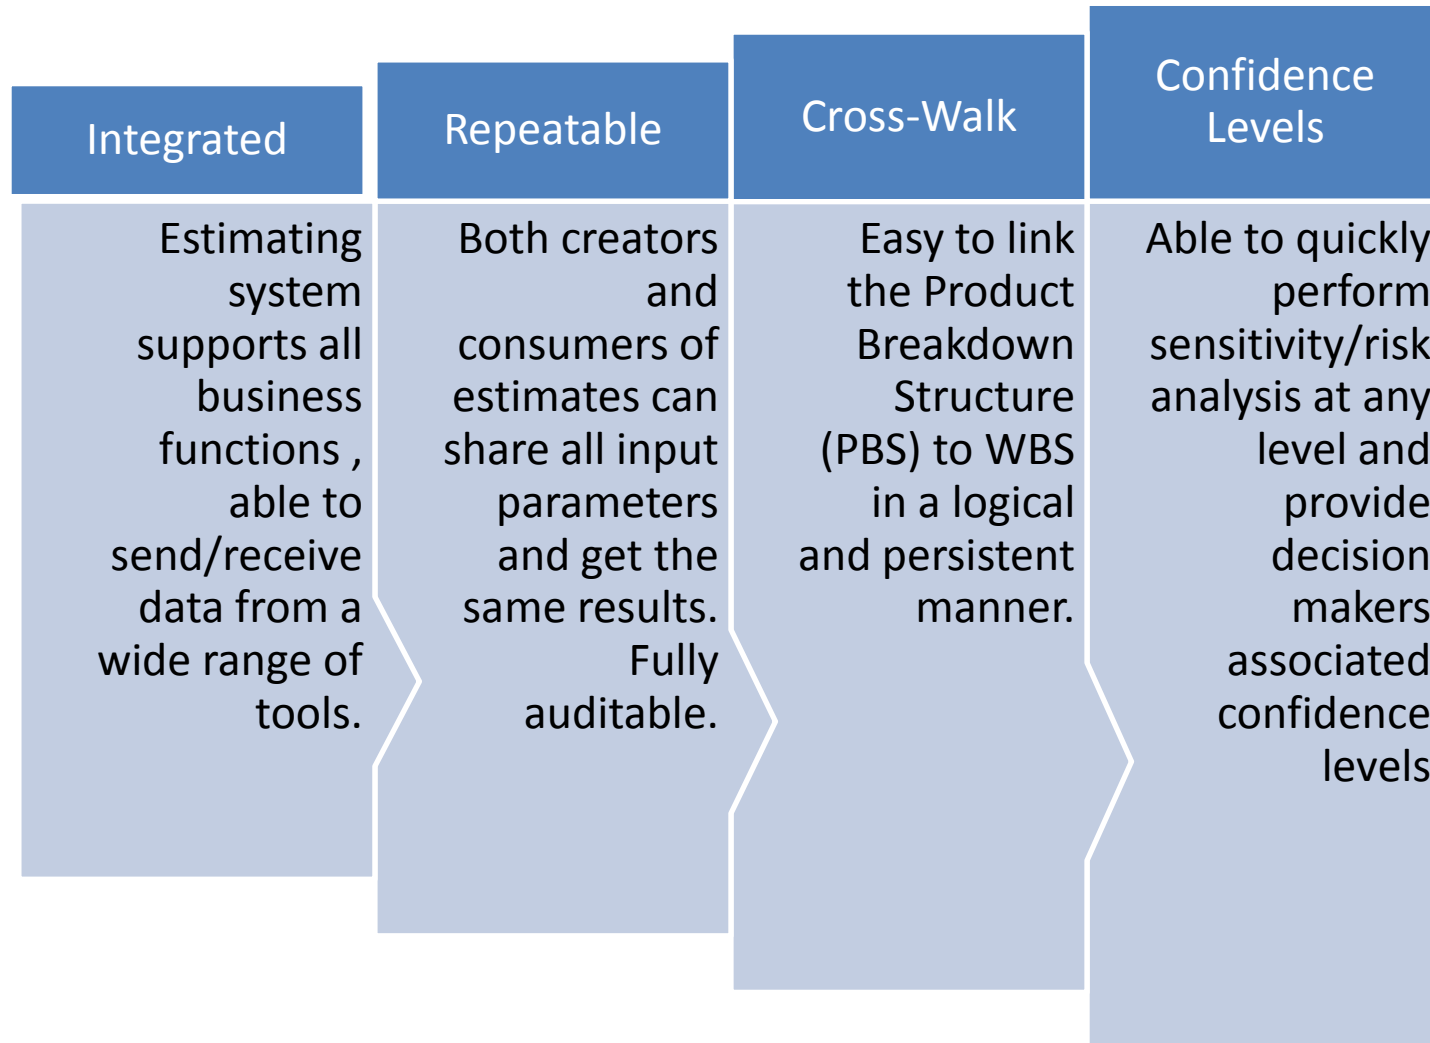 Integrated
Estimating
system
supports all
business
functions ,
able to
send/receive
data from a
wide range of
tools.
Repeatable
Both creators
and
consumers of
estimates can
share all input
parameters
and get the
same results.
Fully
auditable.
Cross-Walk
Easy to link
the Product
Breakdown
Structure
(PBS) to WBS
in a logical
and persistent
manner.
Confidence
Levels
Able to quickly
perform
sensitivity/risk
analysis at any
level and
provide
decision
makers
associated
confidence
levels